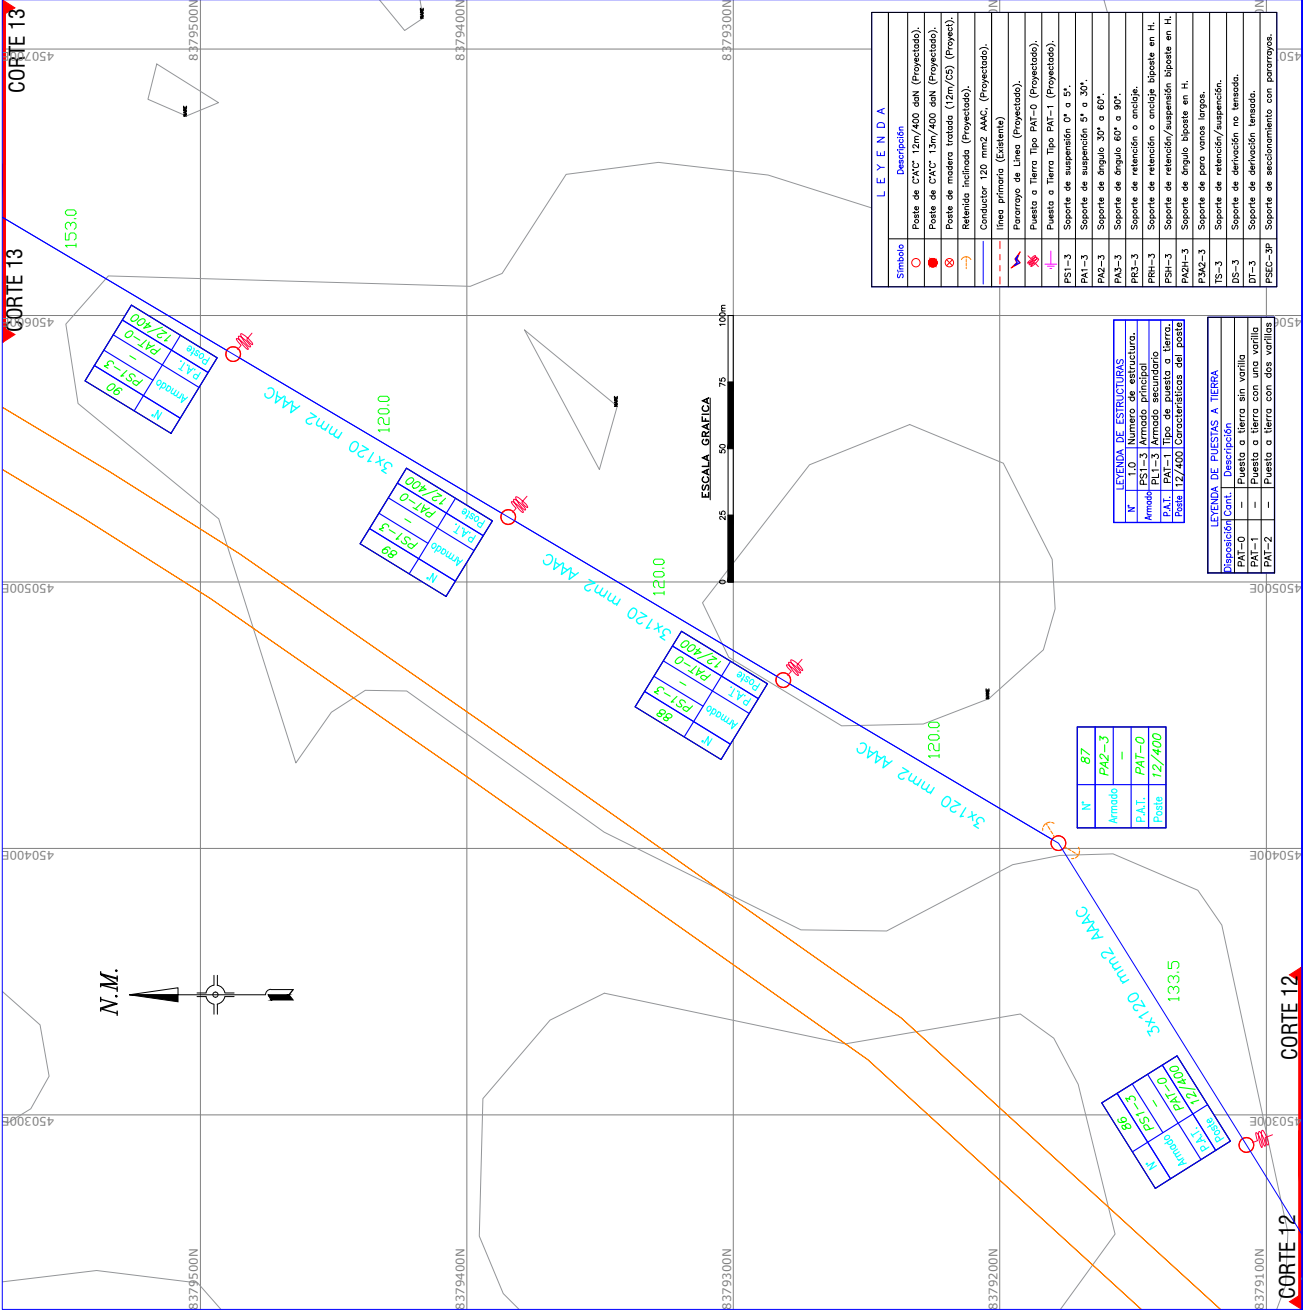 CORTE 13
CORTE 13
8379500N
8379400N
8379300N
450700E
450600E
450500E
450400E
450300E
153.0
3x120 mm2 AAAC
120.0
3x120 mm2 AAAC
120.0
3x120 mm2 AAAC
120.0
3x120 mm2 AAAC
133.5
N° 90
Armado PS1-3
-
P.A.T. PAT-0
Poste 12/400
N° 89
Armado PS1-3
-
P.A.T. PAT-0
Poste 12/400
N° 88
Armado PS1-3
-
P.A.T. PAT-0
Poste 12/400
N° 87
Armado PA2-3
-
P.A.T. PAT-0
Poste 12/400
N° 86
Armado PS1-3
-
P.A.T. PAT-0
Poste 12/400
N.M.
ESCALA GRAFICA
0 25 50 75 100m
LEYENDA
Símbolo Descripción
Poste de C°A°C° 12m/400 daN (Proyectado).
Poste de C°A°C° 13m/400 daN (Proyectado).
Poste de madera tratada (12m/C5) (Proyect).
Retenida inclinada (Proyectado).
Conductor 120 mm2 AAAC, (Proyectado).
línea primaria (Existente)
Pararrayo de Línea (Proyectado).
Puesta a Tierra Tipo PAT-0 (Proyectado).
Puesta a Tierra Tipo PAT-1 (Proyectado).
PS1-3 Soporte de suspensión 0° a 5°.
PA1-3 Soporte de suspensión 5° a 30°.
PA2-3 Soporte de ángulo 30° a 60°.
PA3-3 Soporte de ángulo 60° a 90°.
PR3-3 Soporte de retención o anclaje.
PRH-3 Soporte de retención o anclaje biposte en H.
PSH-3 Soporte de retención/suspensión biposte en H.
PA2H-3 Soporte de ángulo biposte en H.
P3A2-3 Soporte de para vanos largos.
TS-3 Soporte de retención/suspención.
DS-3 Soporte de derivación no tensada.
DT-3 Soporte de derivación tensada.
PSEC-3P Soporte de seccionamiento con pararrayos.
LEYENDA DE ESTRUCTURAS
N° 1.0 Numero de estructura.
Armado PS1-3 Armado principal
PL1-3 Armado secundario
P.A.T. PAT-1 Tipo de puesta a tierra.
Poste 12/400 Características del poste
LEYENDA DE PUESTAS A TIERRA
Disposición Cant. Descripción
PAT-0 - Puesta a tierra sin varilla
PAT-1 - Puesta a tierra con una varilla
PAT-2 - Puesta a tierra con dos varillas
450500E
450400E
450300E
8379500N
8379400N
8379300N
8379200N
8379100N
CORTE 12
CORTE 12